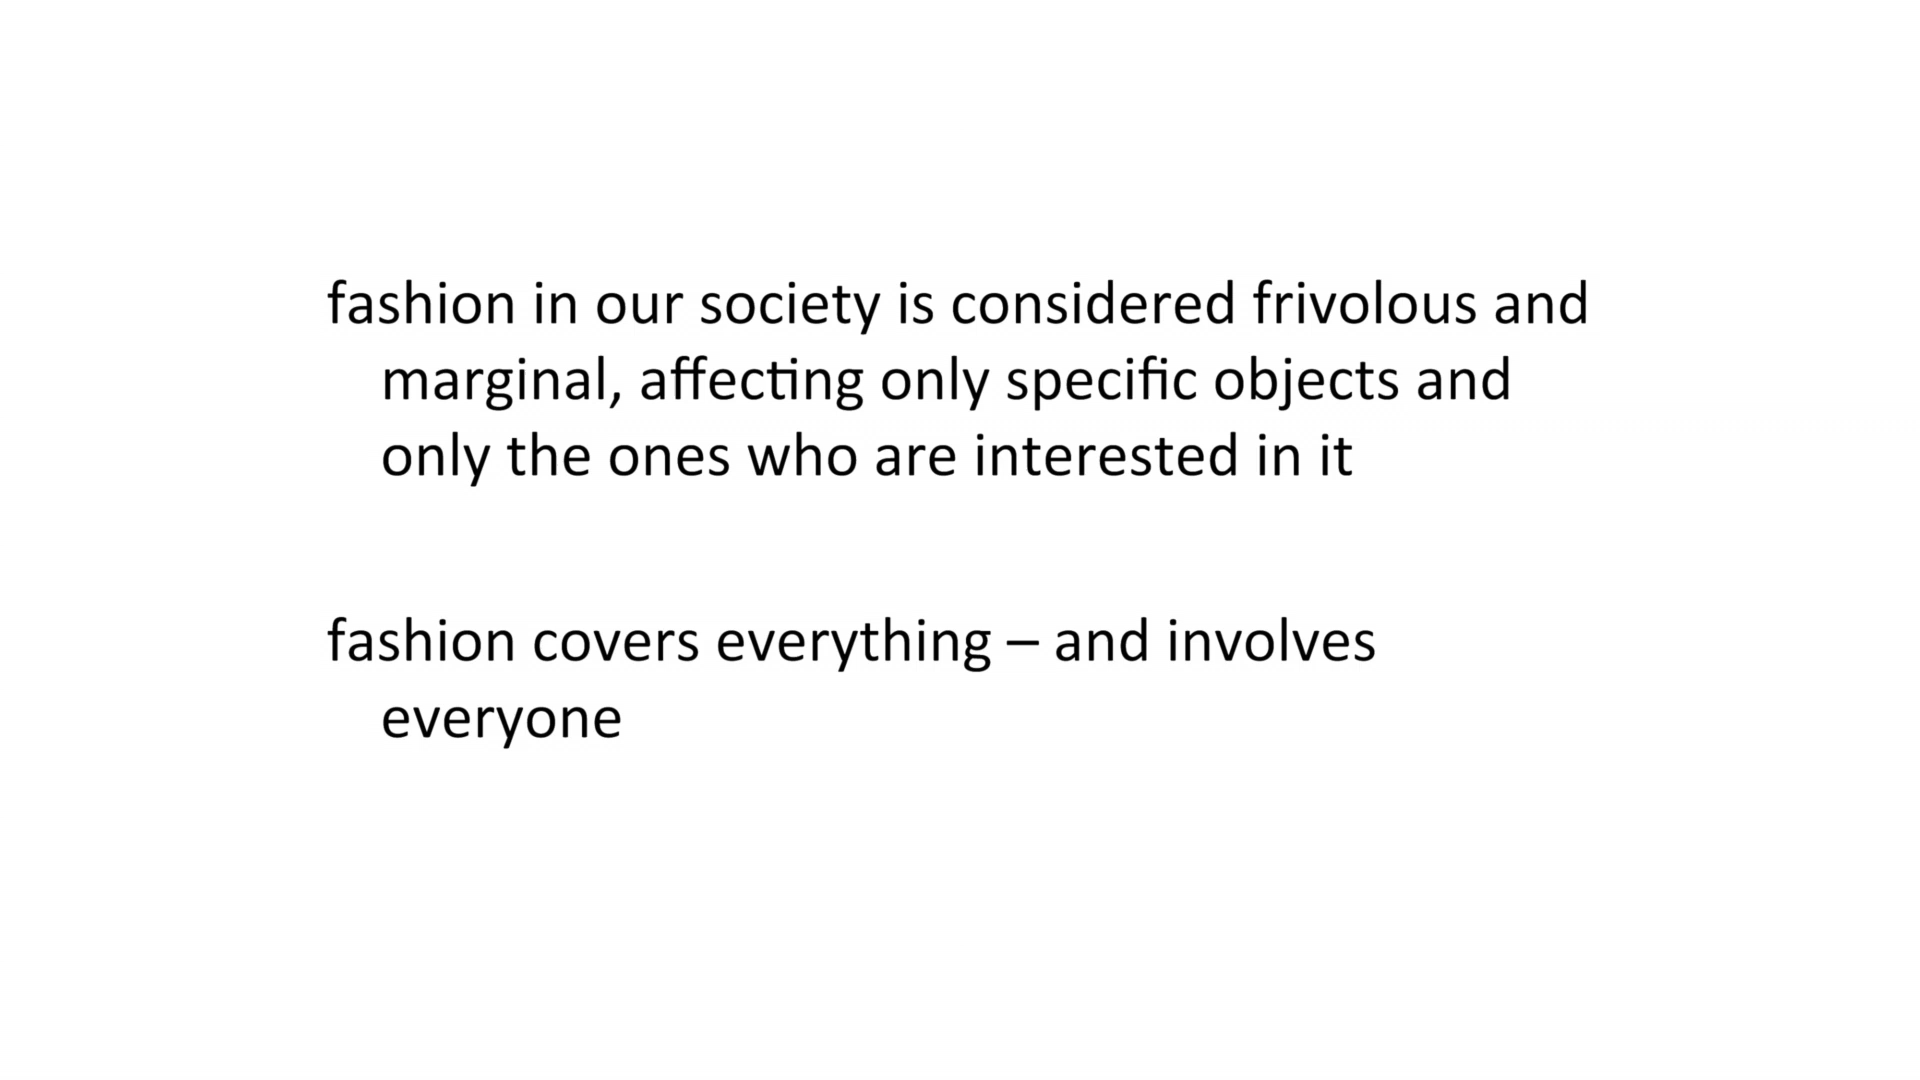 fashion in our society is considered frivolous and
marginal, affecting only specific objects and
only the ones who are interested in it
fashion covers everything – and involves
everyone